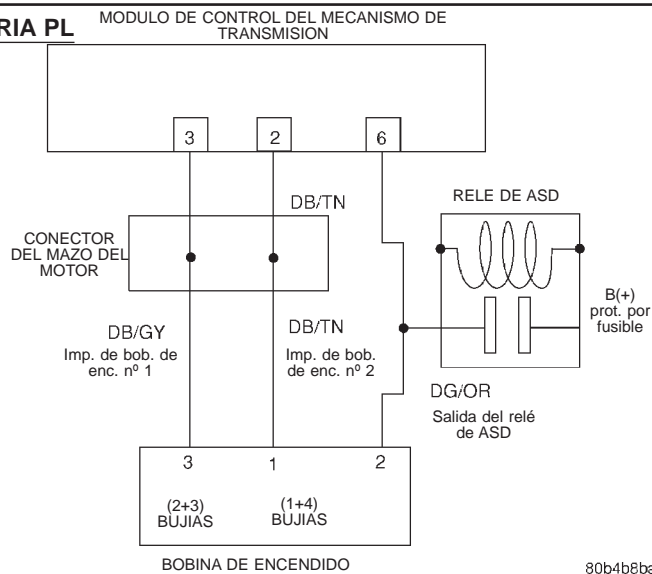 RIA PL
MODULO DE CONTROL DEL MECANISMO DE
TRANSMISION
3 2 6
DB/TN
RELE DE ASD
CONECTOR
DEL MAZO DEL
MOTOR
B(+)
prot. por
fusible
DB/GY
Imp. de bob. de
enc. nº 1
DB/TN
Imp. de bob.
de enc. nº 2
DG/OR
Salida del relé
de ASD
3 1 2
(2+3)
BUJIAS
(1+4)
BUJIAS
BOBINA DE ENCENDIDO
80b4b8ba